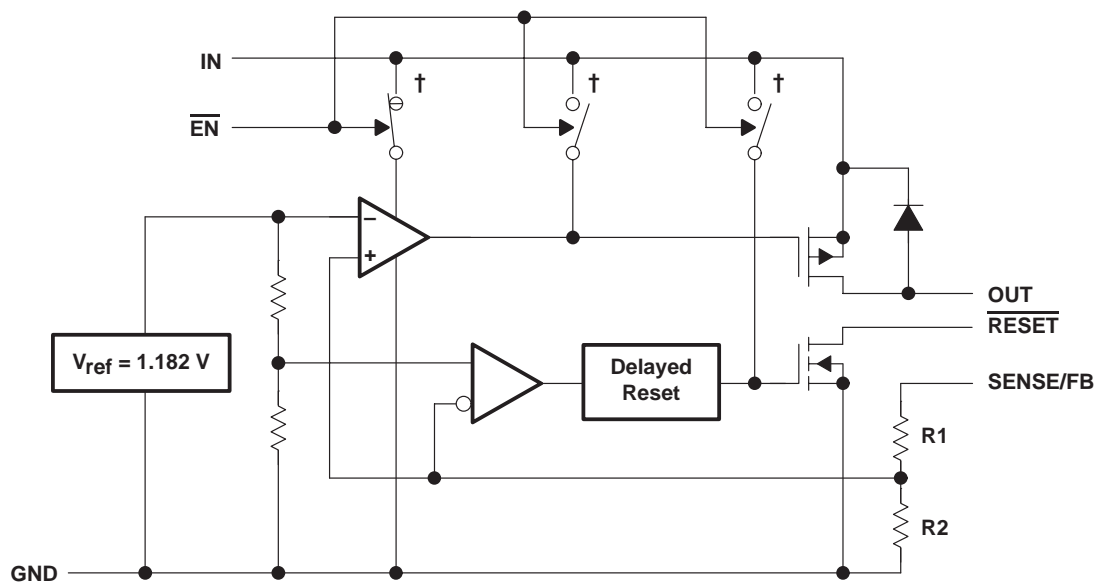 IN
†
†
†
EN
−
+
OUT
RESET
Vref = 1.182 V
Delayed
Reset
SENSE/FB
R1
R2
GND